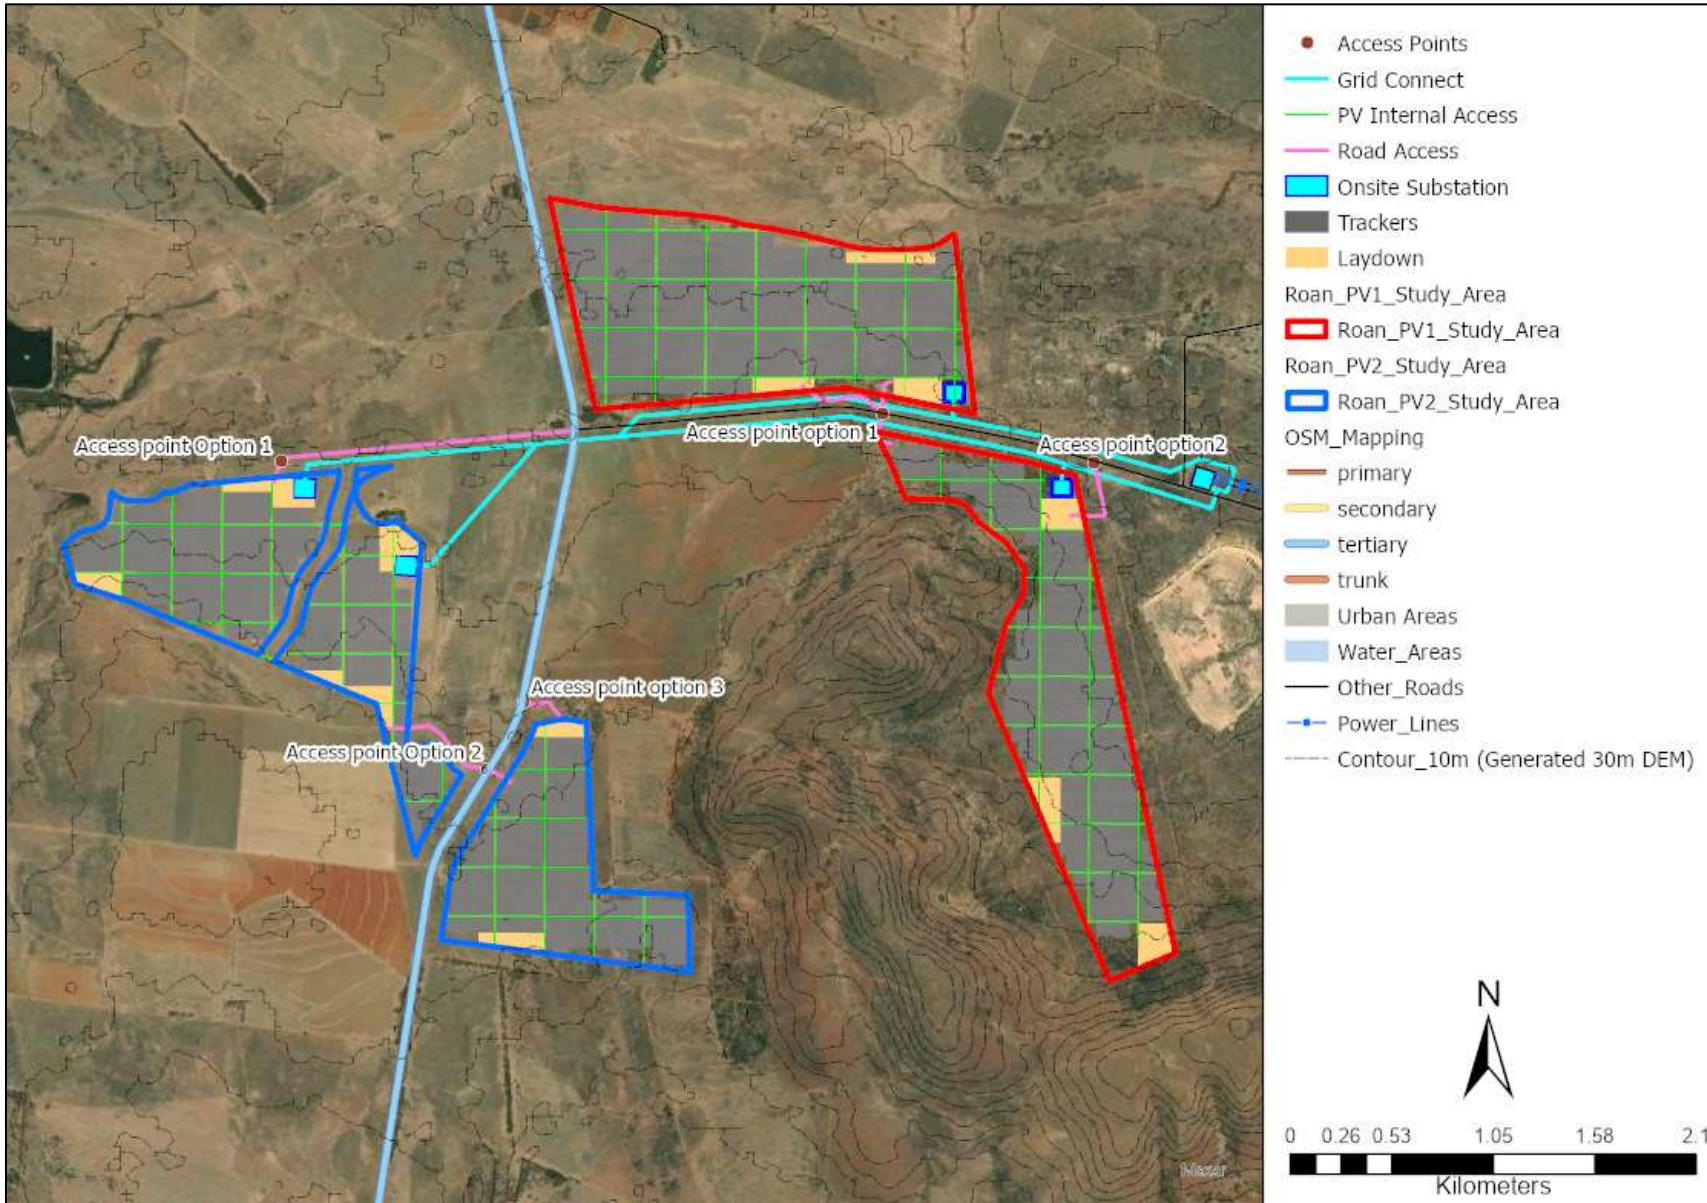 Access point Option 1
Access point option 1
Access point option2
Access point option 3
Access point Option 2
Maxar
Access Points
Grid Connect
PV Internal Access
Road Access
Onsite Substation
Trackers
Laydown
Roan_PV1_Study_Area
Roan_PV1_Study_Area
Roan_PV2_Study_Area
Roan_PV2_Study_Area
OSM_Mapping
primary
secondary
tertiary
trunk
Urban Areas
Water_Areas
Other_Roads
Power_Lines
Contour_10m (Generated 30m DEM)
N
0 0.26 0.53 1.05 1.58 2.1
Kilometers